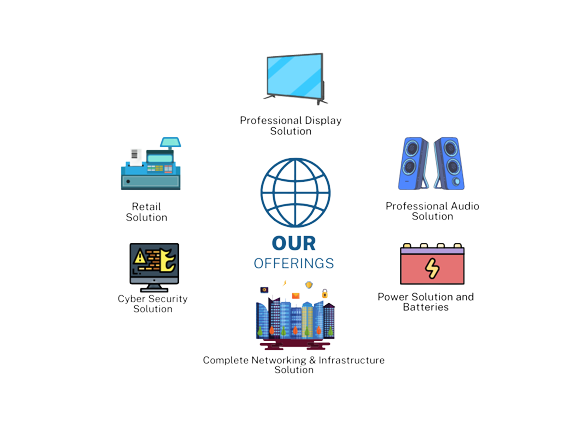 Professional Display
Solution
Retail
Solution
Professional Audio
Solution
OUR
OFFERINGS
Cyber Security
Solution
Power Solution and
Batteries
Complete Networking & Infrastructure
Solution